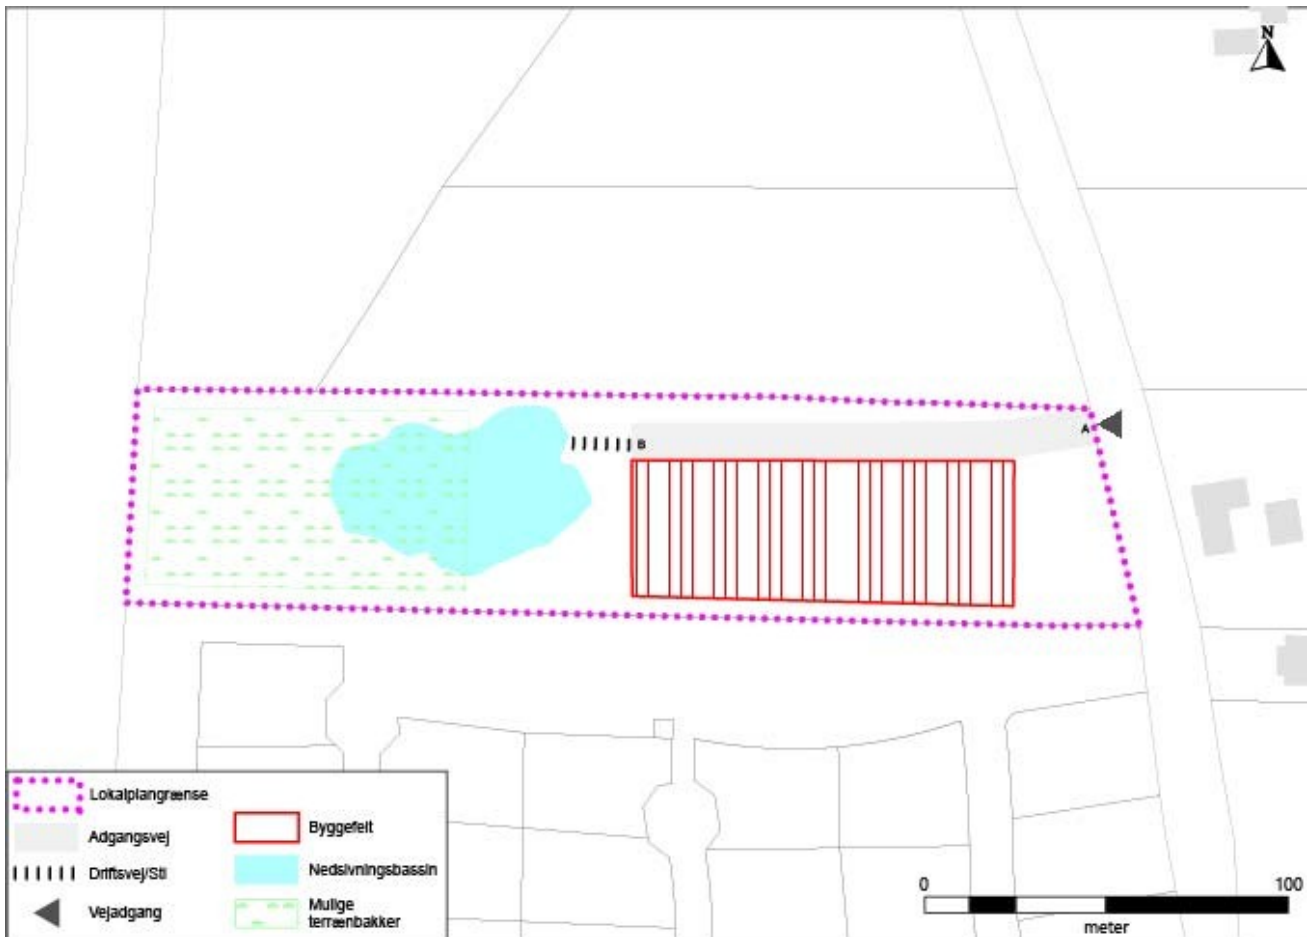 N
A
B
Lokalplangrænse
Adgangsvej
Driftsvej/Sti
Vejadgang
Byggefelt
Nedsivningsbassin
Mulige
terrænbakker
0 100
meter